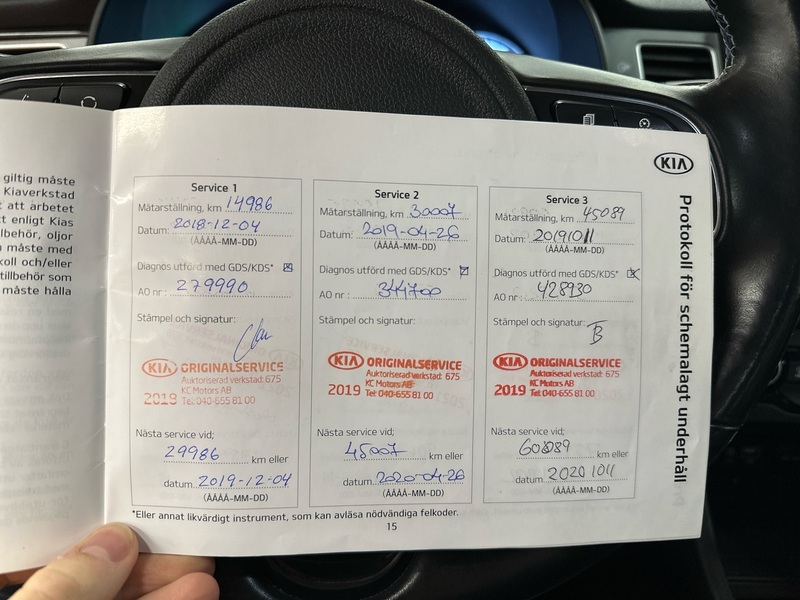 giltig måste
Kiaverkstad
att arbetet
enligt Kias
oljor
måste med
och/eller
tillbehör som
måste hålla
KIA
Protokoll för schemalagt underhåll
Service 1
Mätarställning, km 14986
Datum: 2018-12-04
(ÅÅÅÅ-MM-DD)
Diagnos utförd med GDS/KDS* ☒
AO nr : 279990
Stämpel och signatur:
KIA ORIGINALSERVICE
Auktoriserad verkstad: 675
KC Motors AB
2018 Tel: 040-655 81 00
Nästa service vid;
29986 km eller
datum 2019-12-04
(ÅÅÅÅ-MM-DD)
Service 2
Mätarställning, km 30007
Datum: 2019-04-26
(ÅÅÅÅ-MM-DD)
Diagnos utförd med GDS/KDS* ☒
AO nr : 344700
Stämpel och signatur:
KIA ORIGINALSERVICE
Auktoriserad verkstad: 675
KC Motors AB
2019 Tel: 040-655 81 00
Nästa service vid;
45007 km eller
datum 2020-04-26
(ÅÅÅÅ-MM-DD)
Service 3
Mätarställning, km 45089
Datum: 20191011
(ÅÅÅÅ-MM-DD)
Diagnos utförd med GDS/KDS* ☒
AO nr : 428930
Stämpel och signatur:
KIA ORIGINALSERVICE
Auktoriserad verkstad: 675
KC Motors AB
2019 Tel: 040-655 81 00
Nästa service vid;
km eller
datum
(ÅÅÅÅ-MM-DD)
*Eller annat likvärdigt instrument, som kan avläsa nödvändiga felkoder.
15